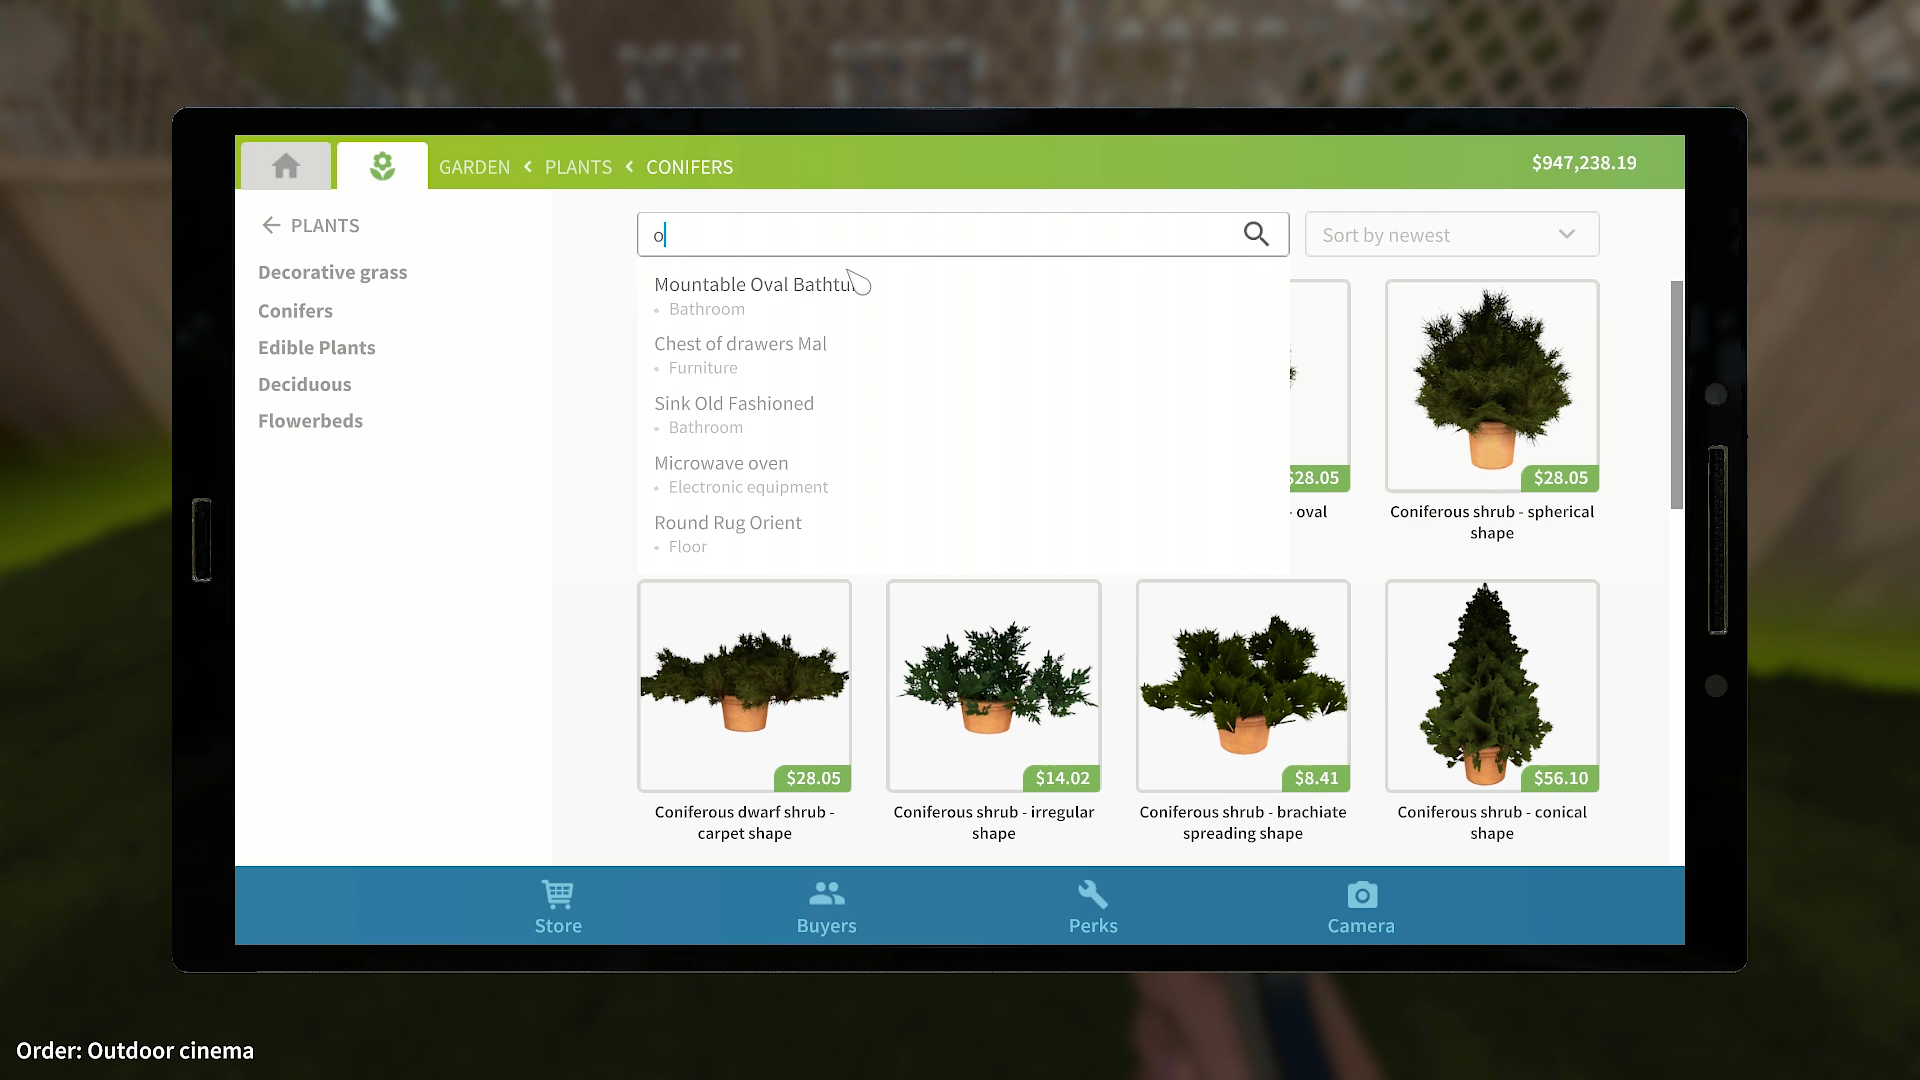 GARDEN < PLANTS < CONIFERS
$947,238.19
PLANTS
Decorative grass
Conifers
Edible Plants
Deciduous
Flowerbeds
o
Sort by newest
Mountable Oval
Bathroom
Chest of drawers Mal
Furniture
Sink Old Fashioned
Bathroom
Microwave oven
Electronic equipment
Round Rug Orient
Floor
$28.05
- oval
$28.05
Coniferous shrub - spherical
shape
$28.05
Coniferous dwarf shrub -
carpet shape
$14.02
Coniferous shrub - irregular
shape
$8.41
Coniferous shrub - brachiate
spreading shape
$56.10
Coniferous shrub - conical
shape
Store
Buyers
Perks
Camera
Order: Outdoor cinema